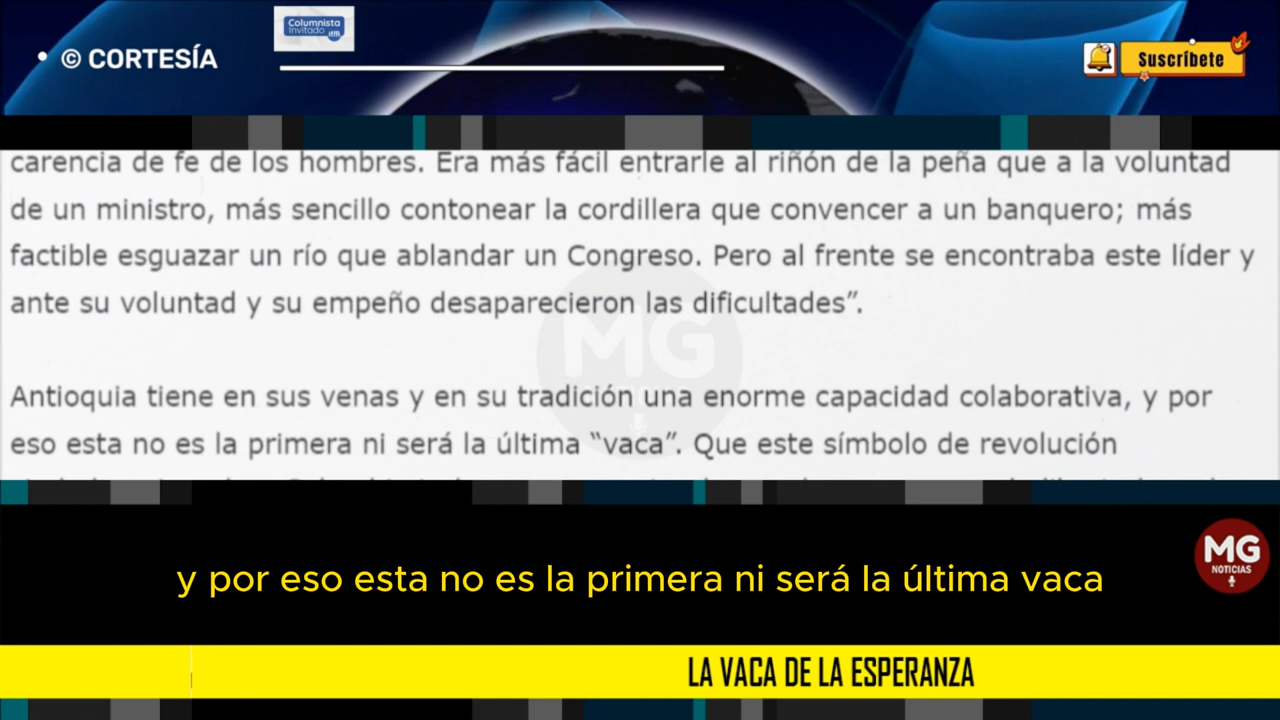 Columnista
Invitado ifm
© CORTESÍA
Suscríbete
carencia de fe de los hombres. Era más fácil entrarle al riñón de la peña que a la voluntad
de un ministro, más sencillo contonear la cordillera que convencer a un banquero; más
factible esguazar un río que ablandar un Congreso. Pero al frente se encontraba este líder y
ante su voluntad y su empeño desaparecieron las dificultades”.
Antioquia tiene en sus venas y en su tradición una enorme capacidad colaborativa, y por
eso esta no es la primera ni será la última “vaca”. Que este símbolo de revolución
MG
NOTICIAS
y por eso esta no es la primera ni será la última vaca
MG
NOTICIAS
LA VACA DE LA ESPERANZA